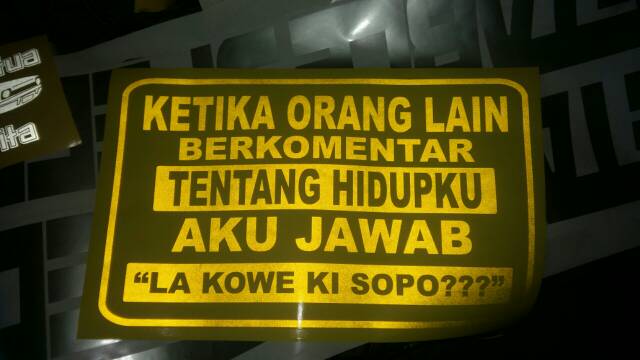 KETIKA ORANG LAIN
BERKOMENTAR
TENTANG HIDUPKU
AKU JAWAB
"LA KOWE KI SOPO???"